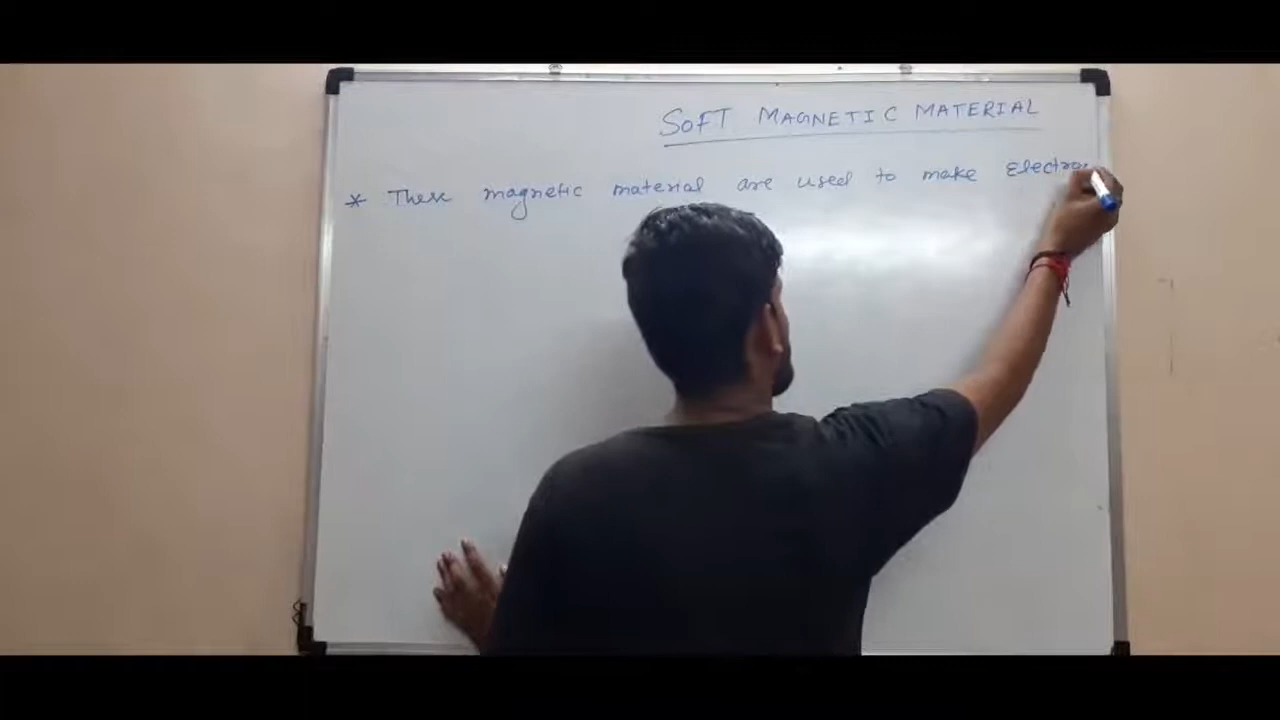 SOFT MAGNETIC MATERIAL
* These magnetic material are used to make Electro